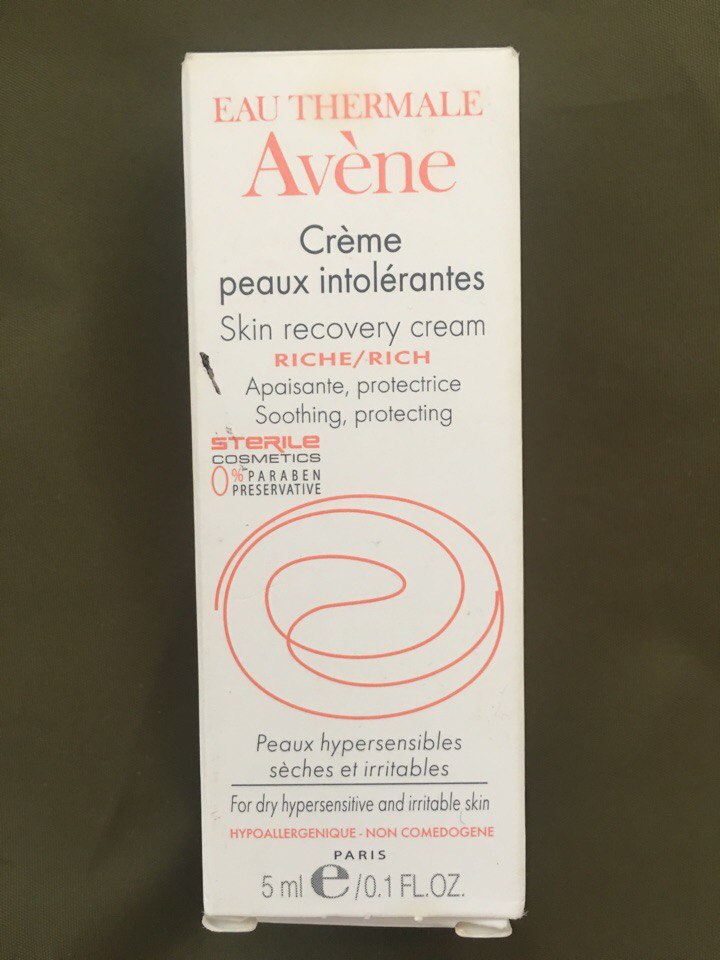 EAU THERMALE
Avène
Crème
peaux intolérantes
Skin recovery cream
RICHE/RICH
Apaisante, protectrice
Soothing, protecting
STERILE
COSMETICS
0% PARABEN
PRESERVATIVE
Peaux hypersensibles
sèches et irritables
For dry hypersensitive and irritable skin
HYPOALLERGENIQUE - NON COMEDOGENE
PARIS
5 ml e /0.1 FL.OZ.